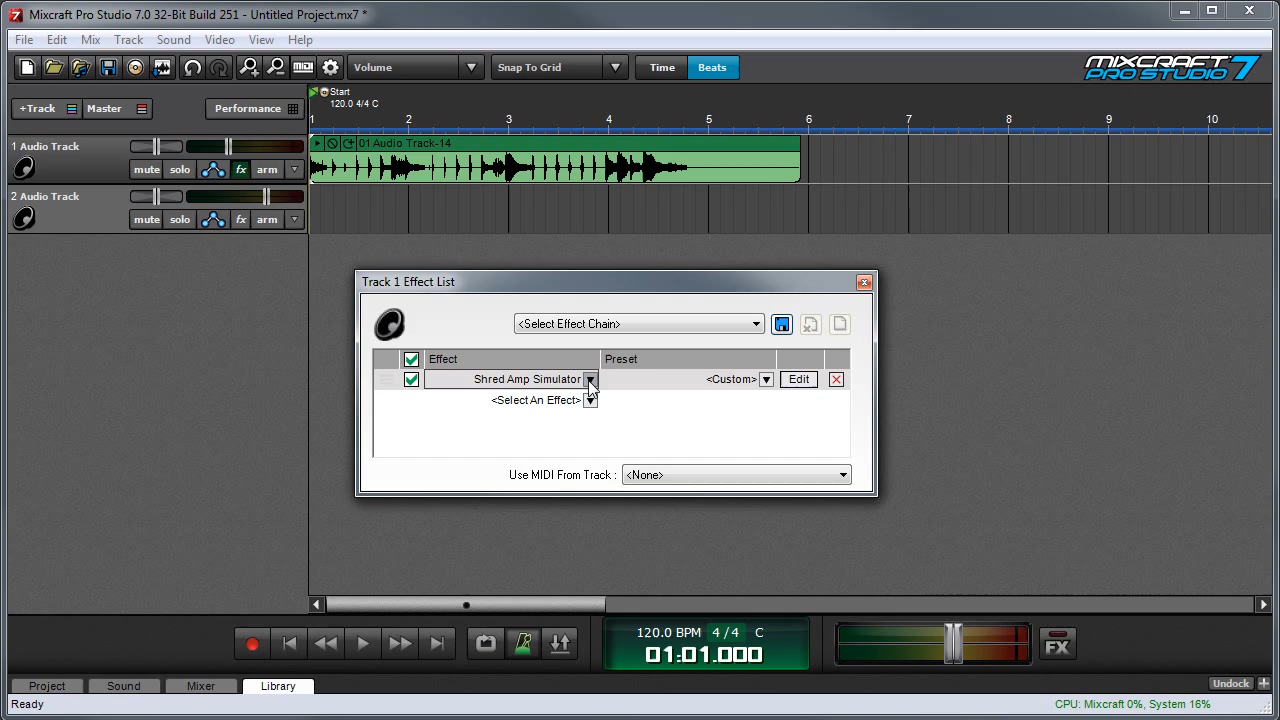 7 Mixcraft Pro Studio 7.0 32-Bit Build 251 - Untitled Project.mx7 *
File Edit Mix Track Sound Video View Help
Volume Snap To Grid Time Beats MIXCRAFT PRO STUDIO 7
+Track Master Performance
Start
120.0 4/4 C
1 2 3 4 5 6 7 8 9 10
1 Audio Track
01 Audio Track-14
mute solo fx arm
2 Audio Track
mute solo fx arm
Track 1 Effect List
<Select Effect Chain>
Effect Preset
Shred Amp Simulator <Custom> Edit
<Select An Effect>
Use MIDI From Track : <None>
120.0 BPM 4 / 4 C
01:01.000
FX
Project Sound Mixer Library Undock +
Ready CPU: Mixcraft 0%, System 16%